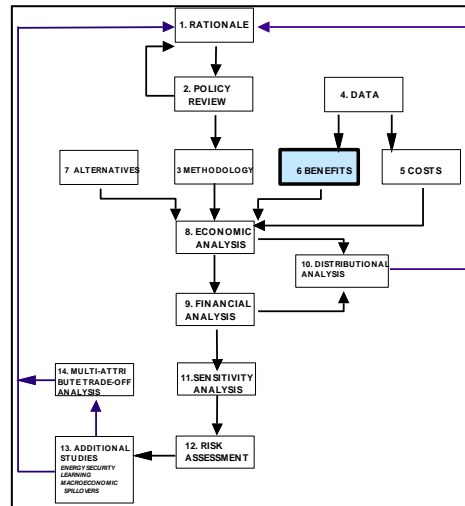 1. RATIONALE
2. POLICY
REVIEW
4. DATA
7 ALTERNATIVES
3 METHODOLOGY
6 BENEFITS
5 COSTS
8. ECONOMIC
ANALYSIS
10. DISTRIBUTIONAL
ANALYSIS
9. FINANCIAL
ANALYSIS
14. MULTI-ATTRI
BUTE TRADE-OFF
ANALYSIS
11.SENSITIVITY
ANALYSIS
12. RISK
ASSESSMENT
13. ADDITIONAL
STUDIES
ENERGY SECURITY
LEARNING
MACROECONOMIC
SPILLOVERS